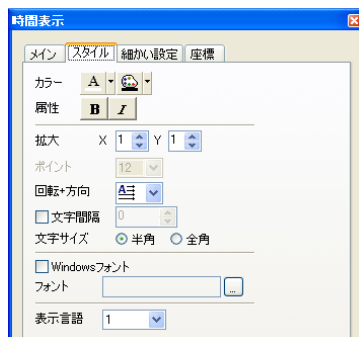 時間表示
メイン スタイル 細かい設定 座標
カラー A
属性 B I
拡大 X 1 Y 1
ポイント 12
回転+方向 A
文字間隔 0
文字サイズ 半角 全角
Windowsフォント
フォント ...
表示言語 1